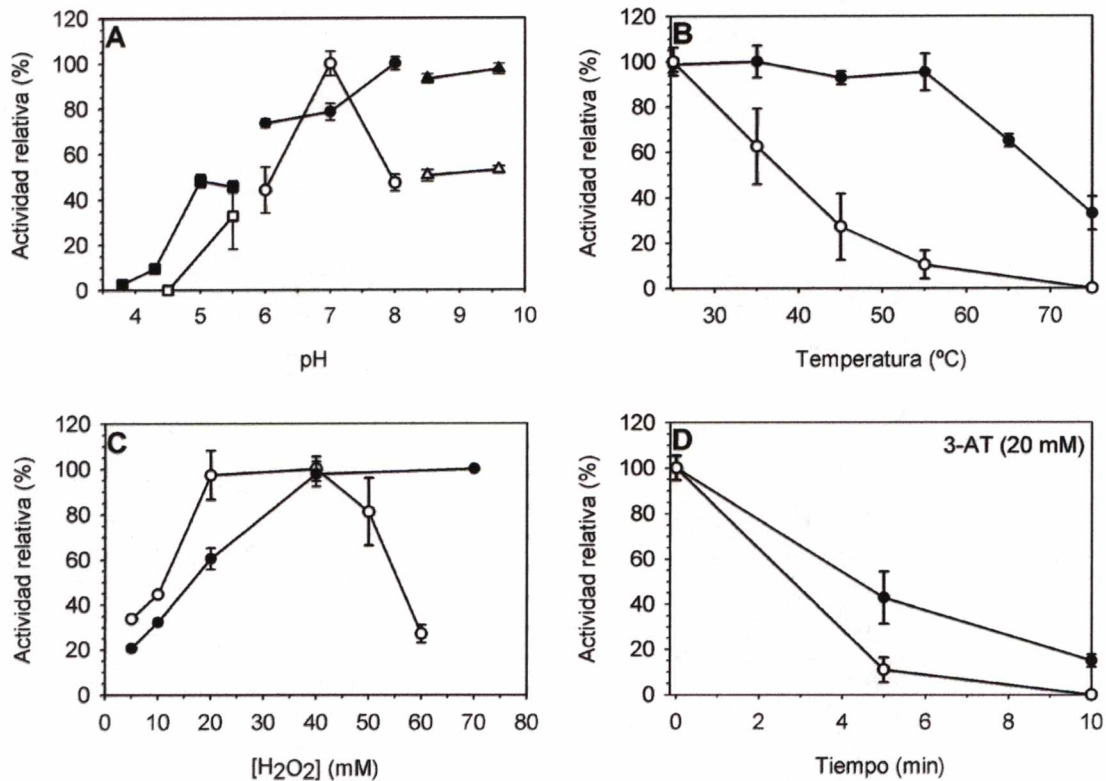 A
Actividad relativa (%)
120
100
80
60
40
20
0
4 5 6 7 8 9 10
pH
B
Actividad relativa (%)
120
100
80
60
40
20
0
30 40 50 60 70
Temperatura (ºC)
C
Actividad relativa (%)
120
100
80
60
40
20
0
0 10 20 30 40 50 60 70 80
[H2O2] (mM)
D
3-AT (20 mM)
Actividad relativa (%)
120
100
80
60
40
20
0
0 2 4 6 8 10
Tiempo (min)